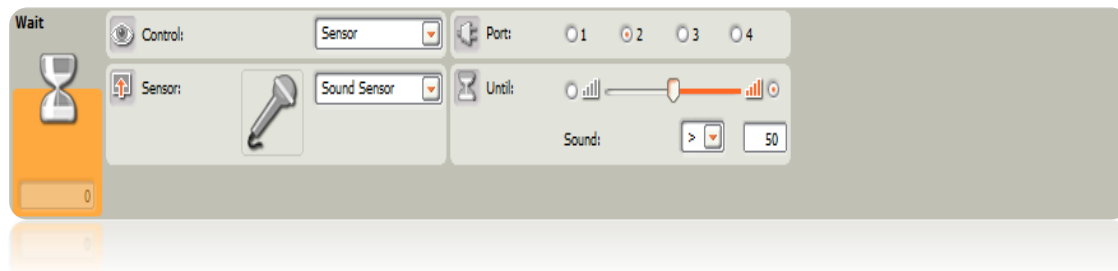 Wait
Control:
Sensor
Port:
1 2 3 4
Sensor:
Sound Sensor
Until:
Sound:
>
50
0